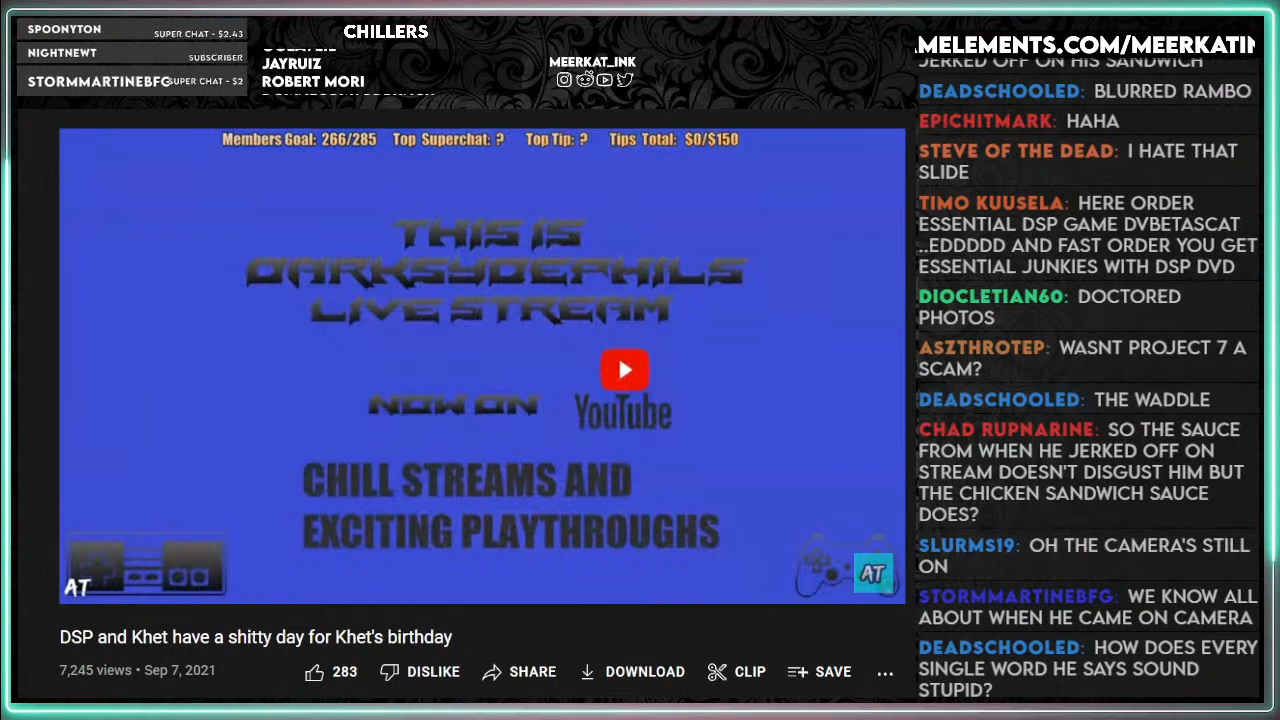 SPOONYTON SUPER CHAT - $2.43
NIGHTNEWT SUBSCRIBER
STORMMARTINEBFG SUPER CHAT - $2
CHILLERS
JAYRUIZ
ROBERT MORI
MEERKAT_INK
AMELEMENTS.COM/MEERKATIN
JERKED OFF ON HIS SANDWICH
DEADSCHOOLED: BLURRED RAMBO
EPICHITMARK: HAHA
STEVE OF THE DEAD: I HATE THAT
SLIDE
TIMO KUUSELA: HERE ORDER
ESSENTIAL DSP GAME DVBETASCAT
..EDDDDD AND FAST ORDER YOU GET
ESSENTIAL JUNKIES WITH DSP DVD
DIOCLETIAN60: DOCTORED
PHOTOS
ASZTHROTEP: WASNT PROJECT 7 A
SCAM?
DEADSCHOOLED: THE WADDLE
CHAD RUPNARINE: SO THE SAUCE
FROM WHEN HE JERKED OFF ON
STREAM DOESN'T DISGUST HIM BUT
THE CHICKEN SANDWICH SAUCE
DOES?
SLURMS19: OH THE CAMERA'S STILL
ON
STORMMARTINEBFG: WE KNOW ALL
ABOUT WHEN HE CAME ON CAMERA
DEADSCHOOLED: HOW DOES EVERY
SINGLE WORD HE SAYS SOUND
STUPID?
Members Goal: 266/285 Top Superchat: ? Top Tip: ? Tips Total: $0/$150
THIS IS
DARKSYDEPHILS
LIVE STREAM
NOW ON YouTube
CHILL STREAMS AND
EXCITING PLAYTHROUGHS
AT
AT
DSP and Khet have a shitty day for Khet's birthday
7,245 views • Sep 7, 2021 283 DISLIKE SHARE DOWNLOAD CLIP SAVE ...